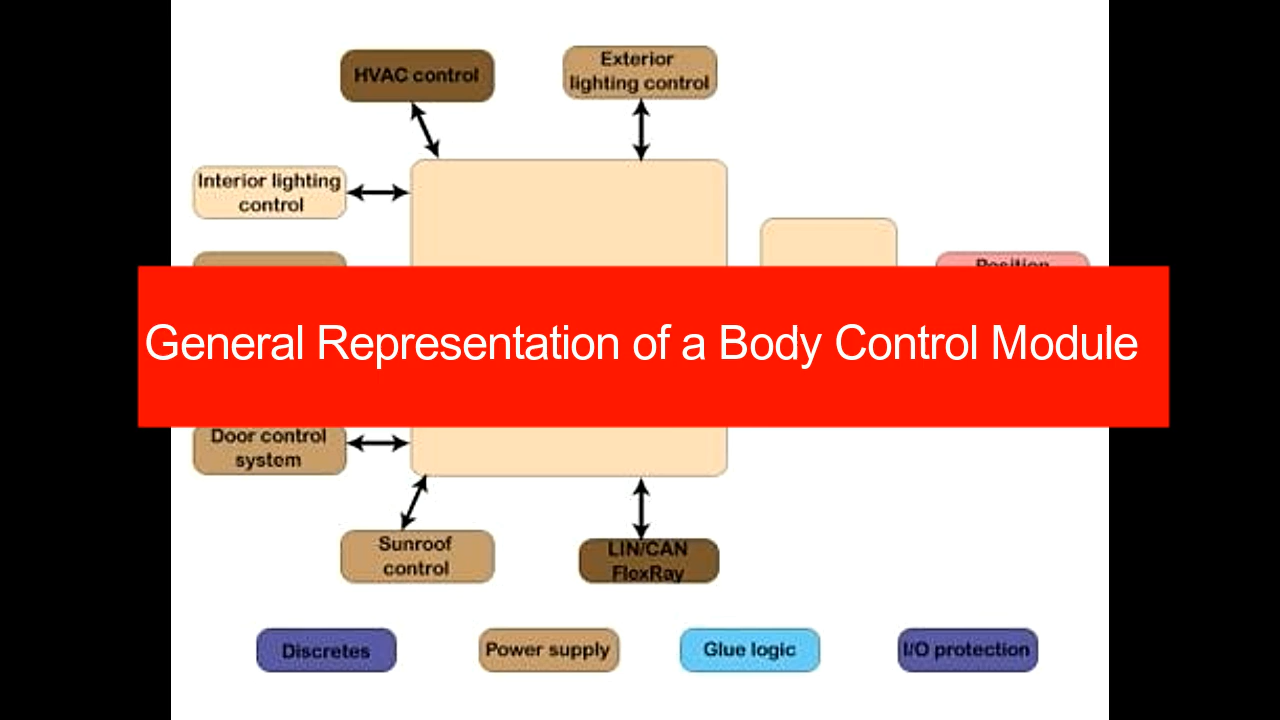 Exterior
HVAC control
lighting control
Interior lighting
control
Position
General Representation of a Body Control Module
Door control
system
Sunroof
control
LIN/CAN
FlexRay
Discretes
Power supply
Glue logic
I/O protection